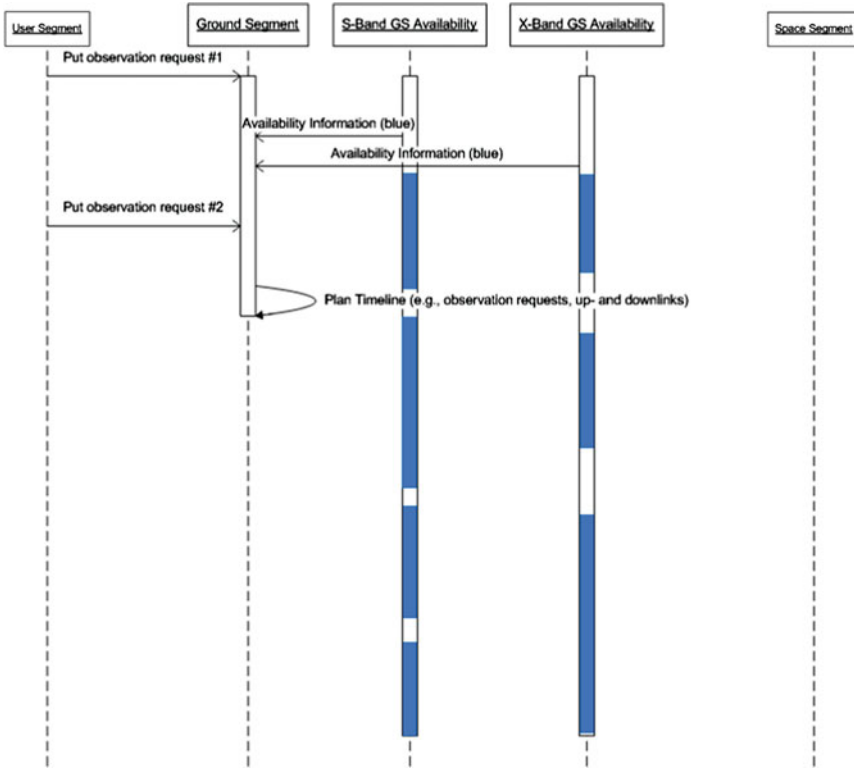 User Segment
Ground Segment
S-Band GS Availability
X-Band GS Availability
Space Segment
Put observation request #1
Availability Information (blue)
Availability Information (blue)
Put observation request #2
Plan Timeline (e.g., observation requests, up- and downlinks)